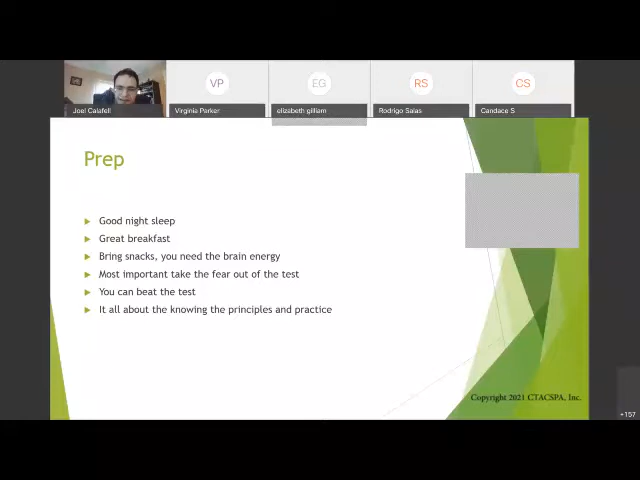 VP
EG
RS
CS
Joel Calafell
Virginia Parker
elizabeth gilliam
Rodrigo Salas
Candace S
Prep
Good night sleep
Great breakfast
Bring snacks, you need the brain energy
Most important take the fear out of the test
You can beat the test
It all about the knowing the principles and practice
Copyright 2021 CTACSPA, Inc.
+157